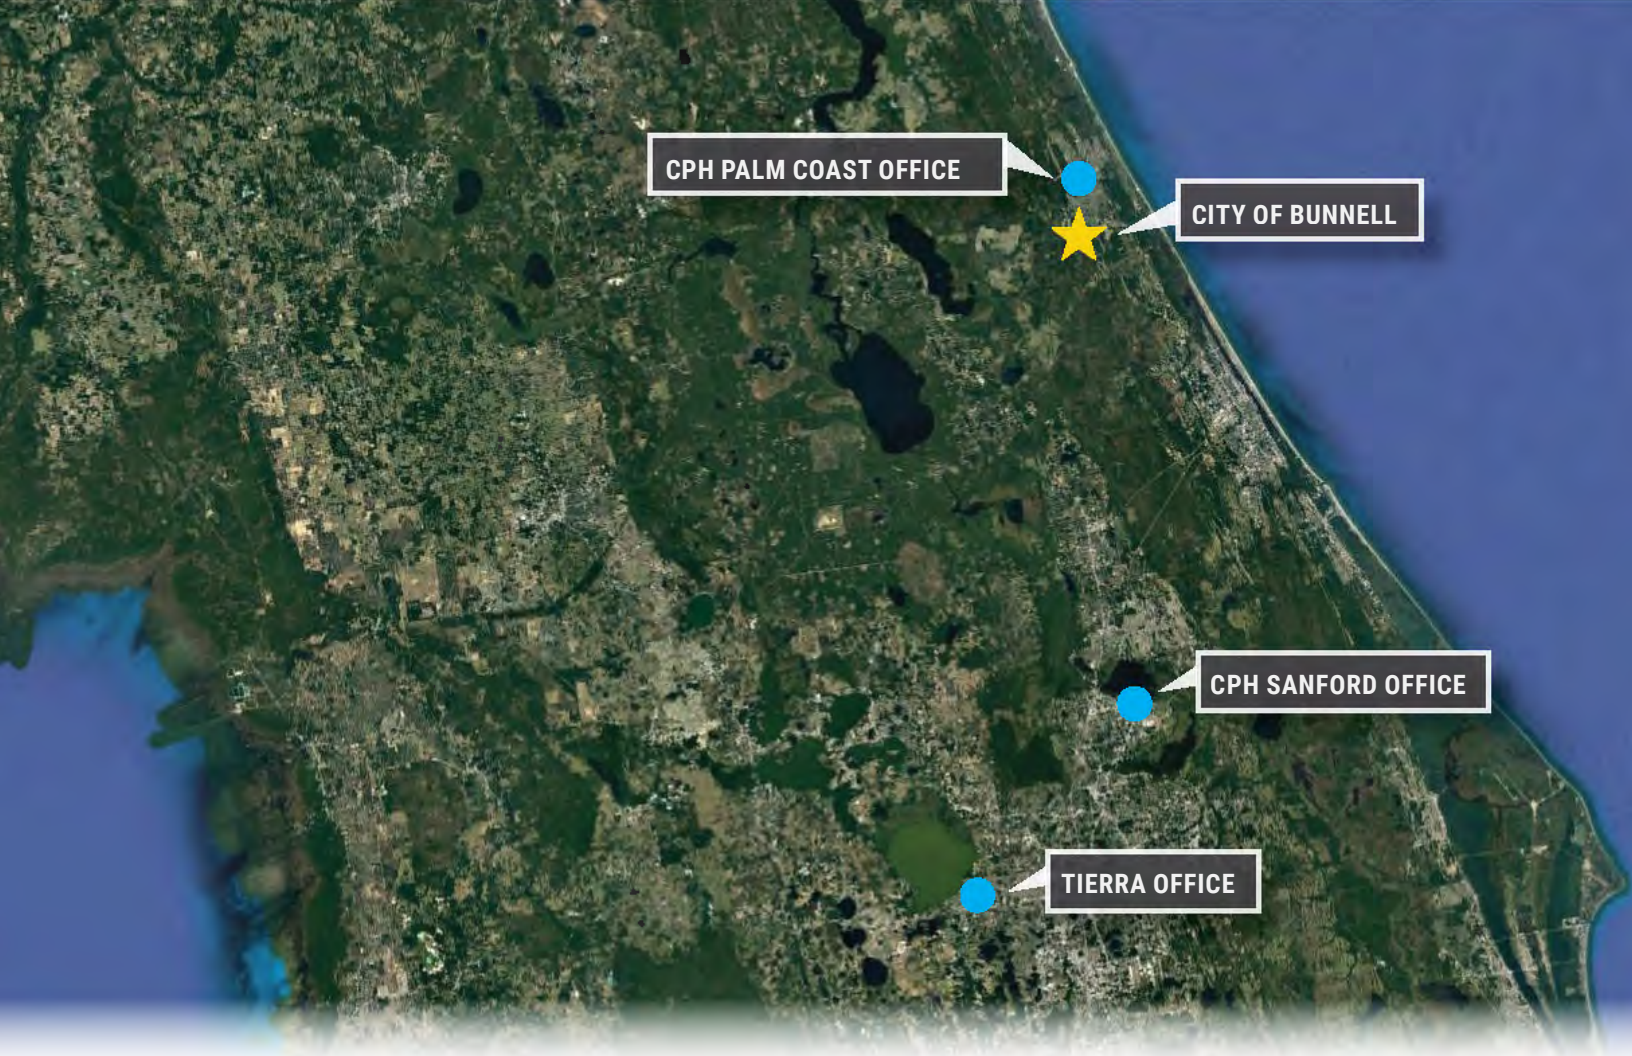 CPH PALM COAST OFFICE
CITY OF BUNNELL
CPH SANFORD OFFICE
TIERRA OFFICE